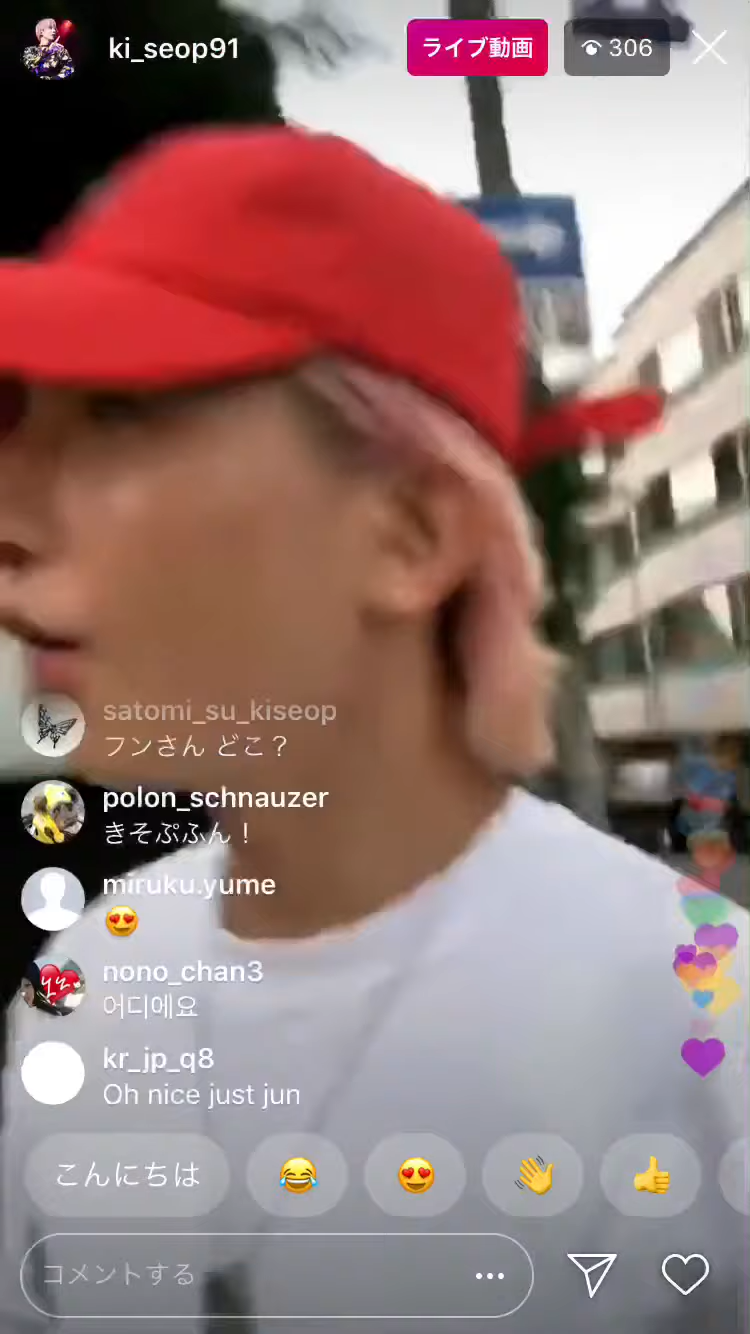 ki_seop91
ライブ動画
306
satomi_su_kiseop
フンさん どこ？
polon_schnauzer
きそぷふん！
miruku.yume
😍
nono_chan3
어디에요
kr_jp_q8
Oh nice just jun
こんにちは
コメントする